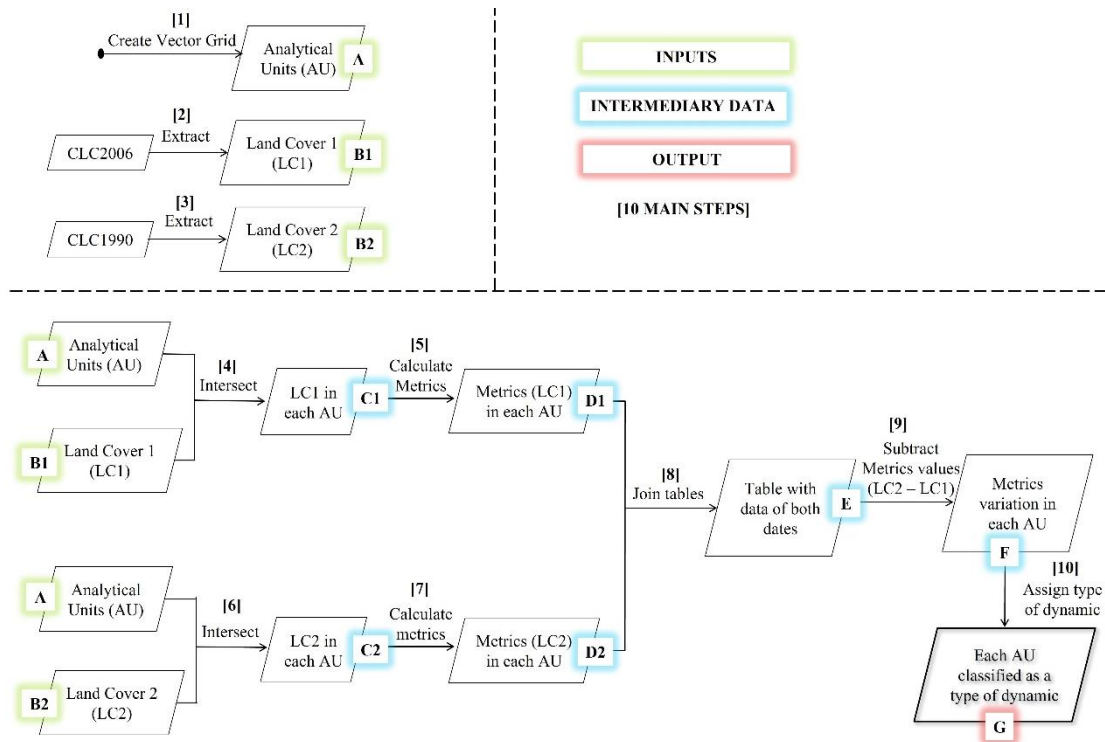 [1]
Create Vector Grid
Analytical
Units (AU)
A
[2]
Extract
CLC2006
Land Cover 1
(LC1)
B1
[3]
Extract
CLC1990
Land Cover 2
(LC2)
B2
INPUTS
INTERMEDIARY DATA
OUTPUT
[10 MAIN STEPS]
A
Analytical
Units (AU)
B1
Land Cover 1
(LC1)
[4]
Intersect
LC1 in
each AU
C1
[5]
Calculate
Metrics
Metrics (LC1)
in each AU
D1
A
Analytical
Units (AU)
B2
Land Cover 2
(LC2)
[6]
Intersect
LC2 in
each AU
C2
[7]
Calculate
metrics
Metrics (LC2)
in each AU
D2
[8]
Join tables
Table with
data of both
dates
E
[9]
Subtract
Metrics values
(LC2 – LC1)
Metrics
variation in
each AU
F
[10]
Assign type
of dynamic
Each AU
classified as a
type of dynamic
G